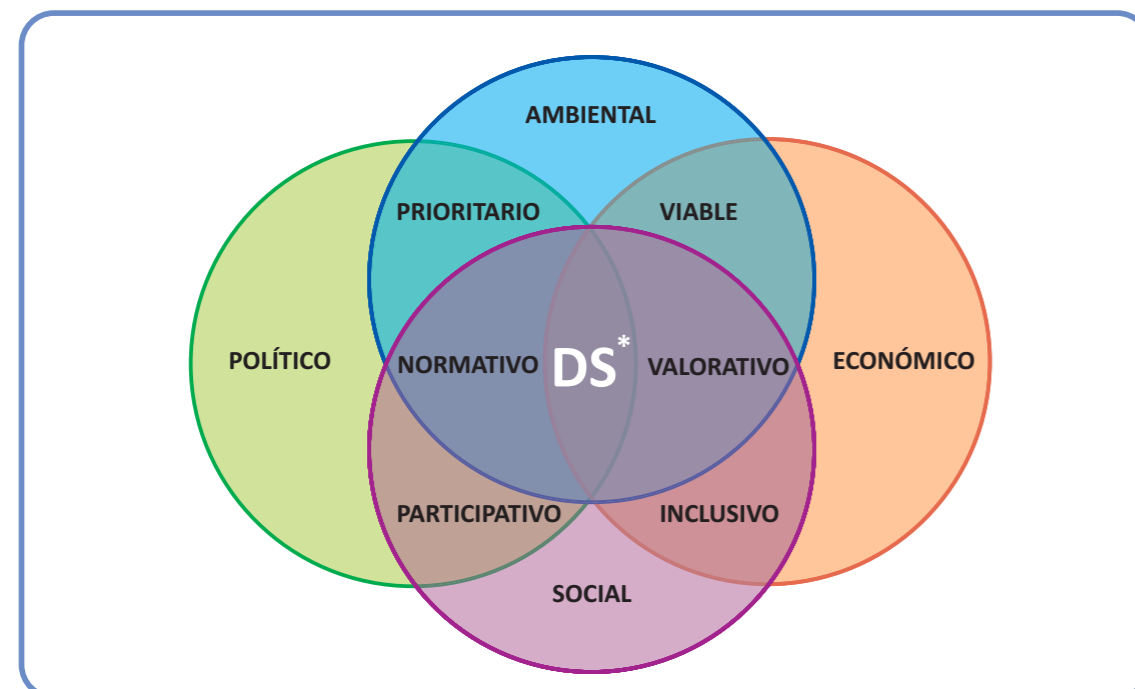 AMBIENTAL
PRIORITARIO
VIABLE
POLÍTICO
NORMATIVO
DS*
VALORATIVO
ECONÓMICO
PARTICIPATIVO
INCLUSIVO
SOCIAL